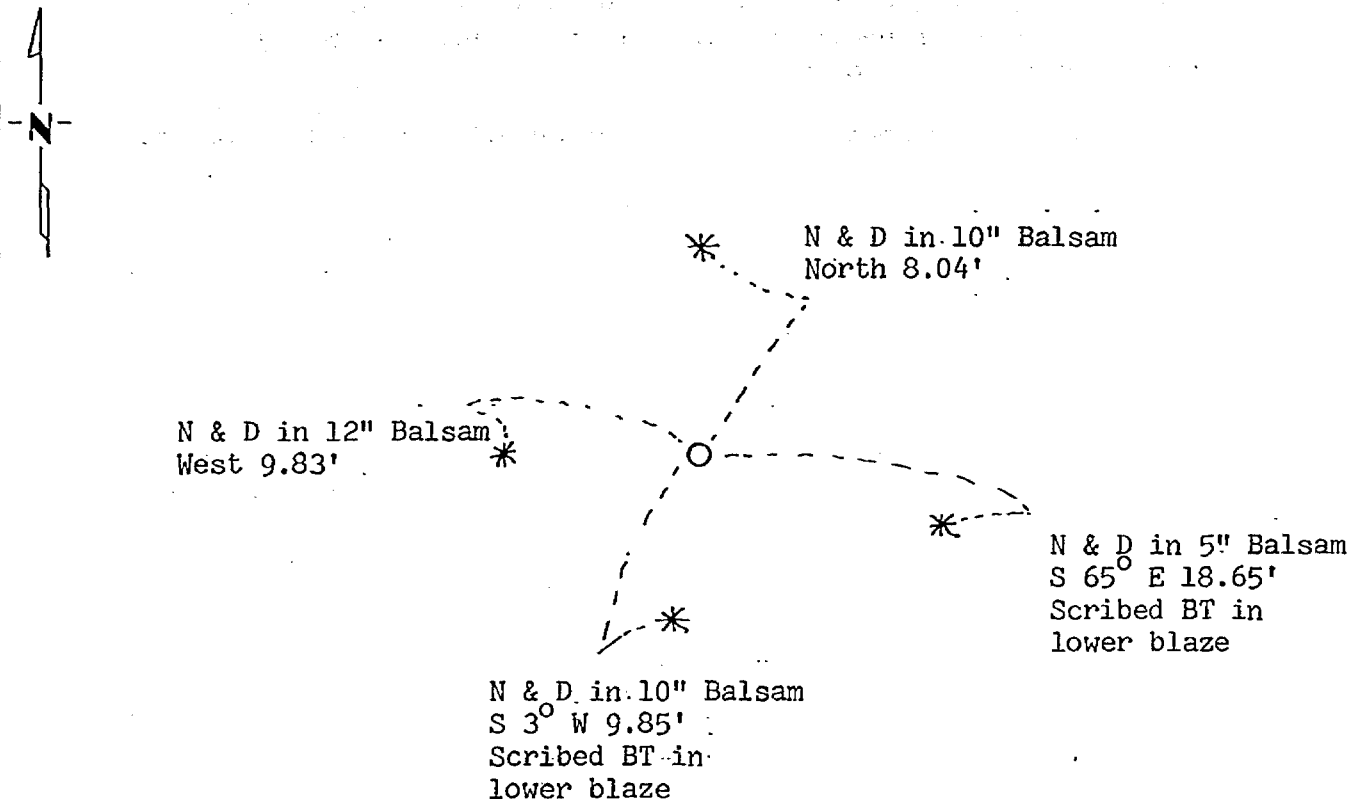 -N-
N & D in 10" Balsam
North 8.04'
N & D in 12" Balsam
West 9.83'
N & D in 5" Balsam
S 65° E 18.65'
Scribed BT in
lower blaze
N & D in 10" Balsam
S 3° W 9.85'
Scribed BT in
lower blaze